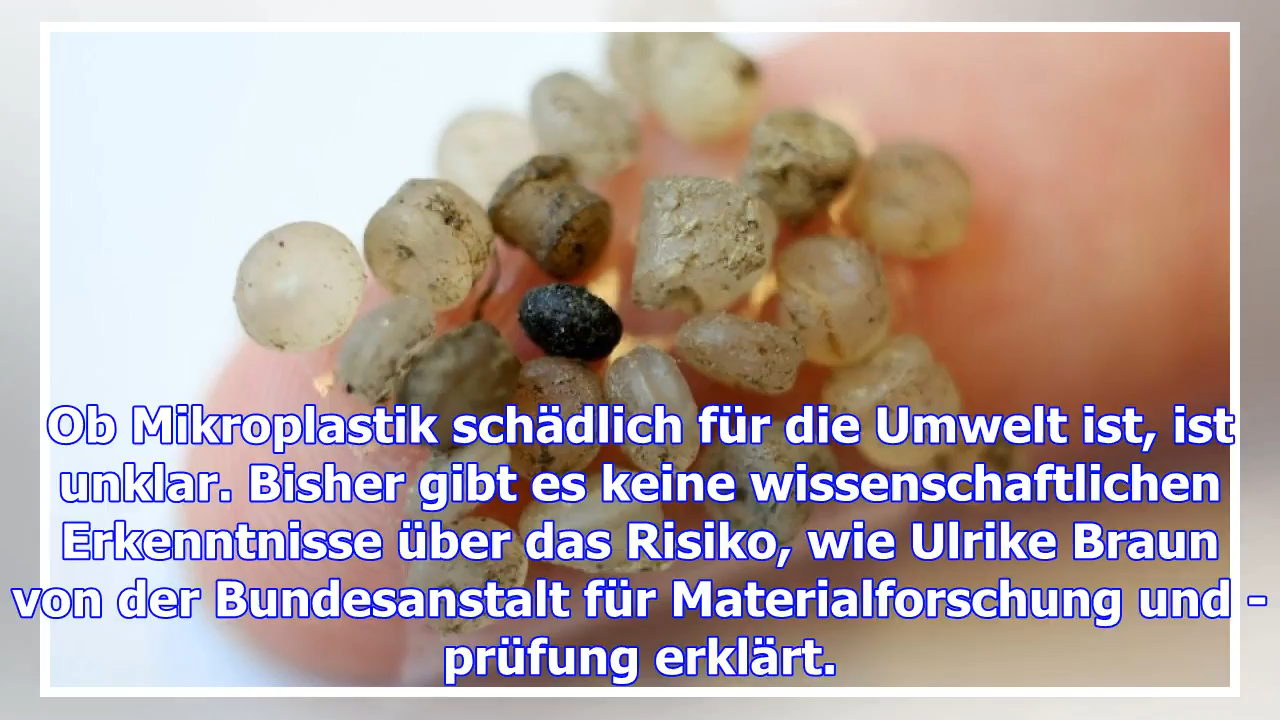 Ob Mikroplastik schädlich für die Umwelt ist, ist
unklar. Bisher gibt es keine wissenschaftlichen
Erkenntnisse über das Risiko, wie Ulrike Braun
von der Bundesanstalt für Materialforschung und -
prüfung erklärt.